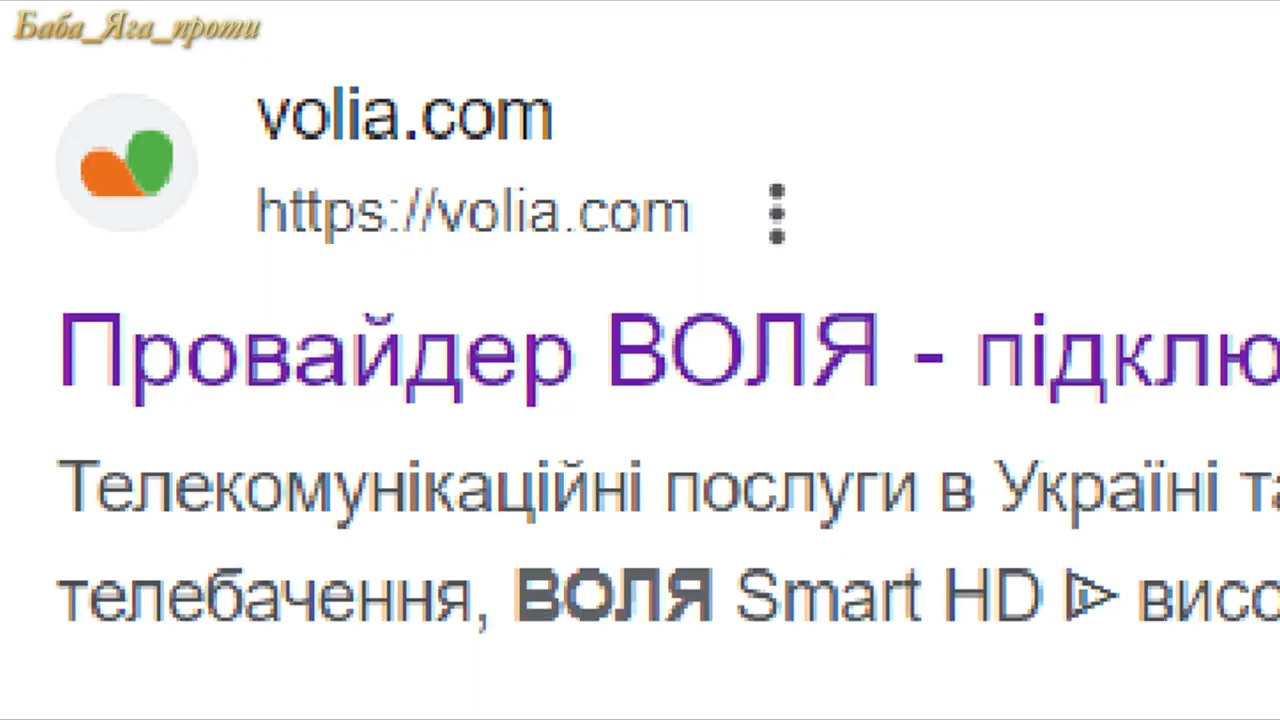 Баба_Яга_проти
volia.com
https://volia.com
Провайдер ВОЛЯ - підклю
Телекомунікаційні послуги в Україні та
телебачення, ВОЛЯ Smart HD ᐅ висо